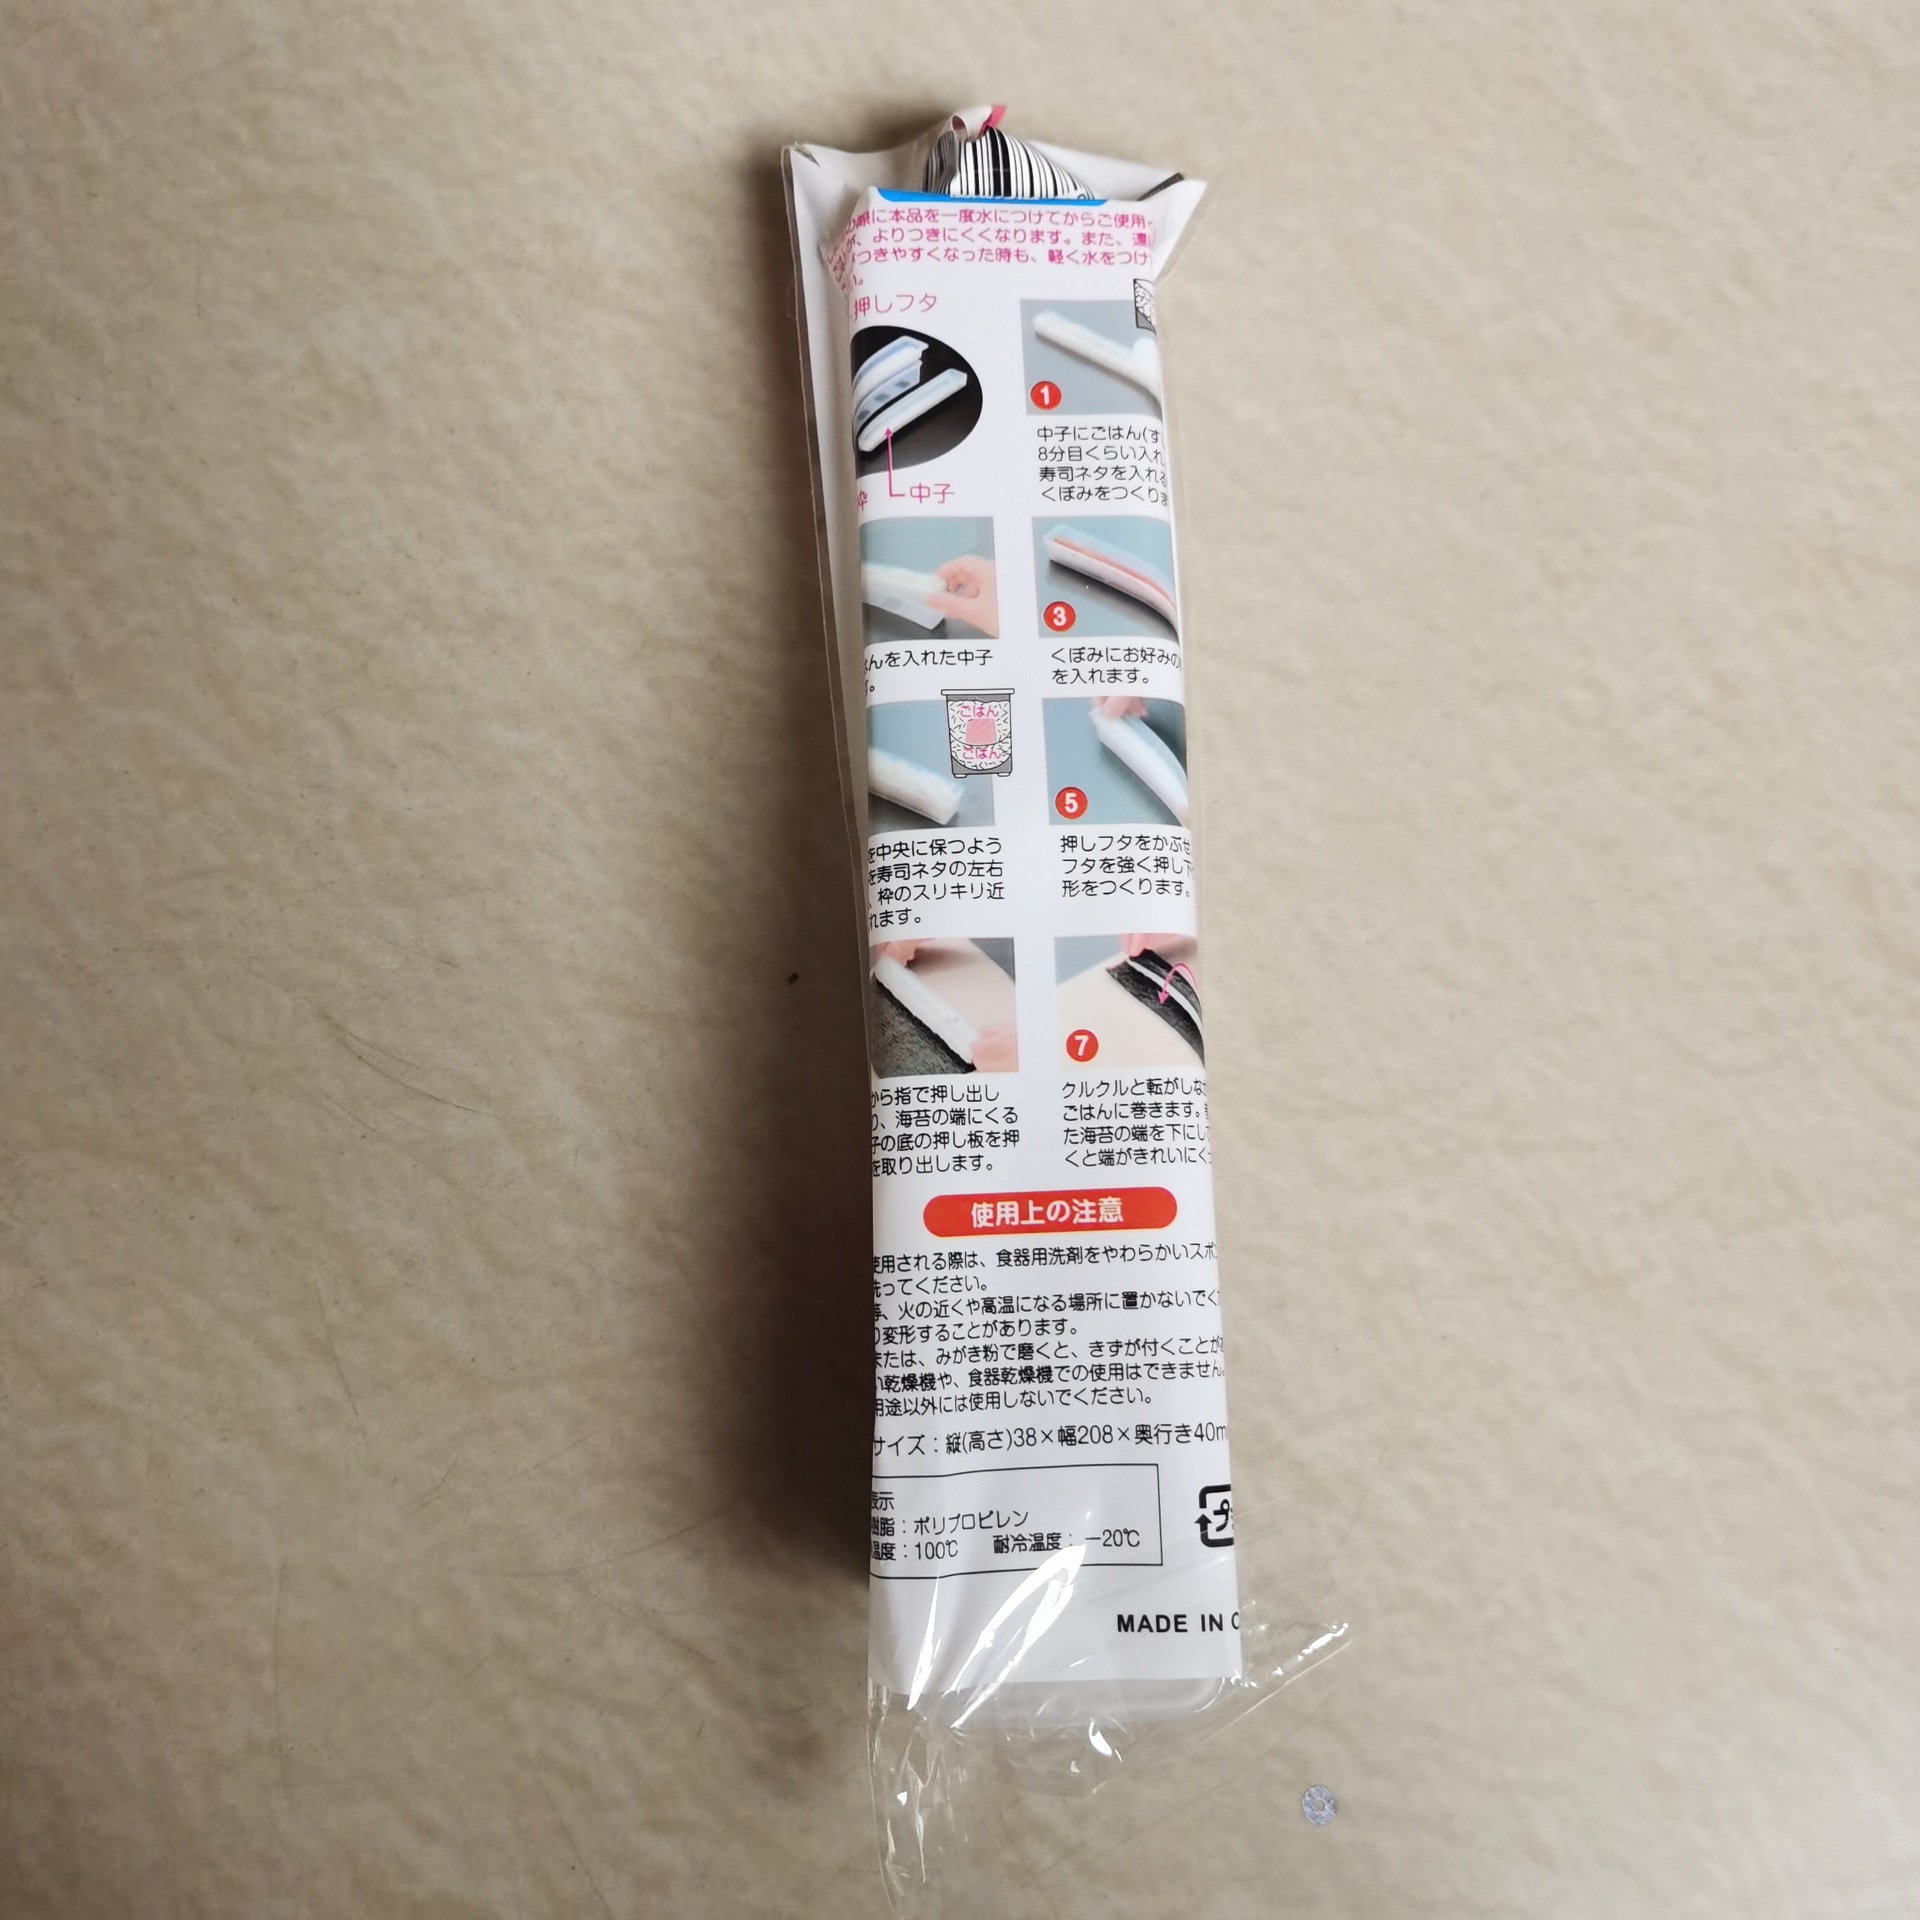 際に本品を一度水につけてからご使用
が、よりつきにくくなります。また、濃
つきやすくなった時も、軽く水をつけ
い。
押しフタ
枠 中子
1
中子にごはん(す
8分目くらい入れ
寿司ネタを入れる
くぼみをつくりま
んを入れた中子
す。
3
くぼみにお好みの
を入れます。
ごはん
ごはん
を中央に保つよう
を寿司ネタの左右
、枠のスリキリ近
れます。
5
押しフタをかぶせ
フタを強く押し下
形をつくります。
から指で押し出し
、海苔の端にくる
子の底の押し板を押
を取り出します。
7
クルクルと転がしな
ごはんに巻きます。
た海苔の端を下にし
くと端がきれいにく
使用上の注意
使用される際は、食器用洗剤をやわらかいスポ
洗ってください。
等、火の近くや高温になる場所に置かないでく
り変形することがあります。
または、みがき粉で磨くと、きずが付くことが
い乾燥機や、食器乾燥機での使用はできません。
用途以外には使用しないでください。
サイズ：縦(高さ)38×幅208×奥行き40m
表示
樹脂：ポリプロピレン
温度：100℃ 耐冷温度：−20℃
プ
MADE IN C